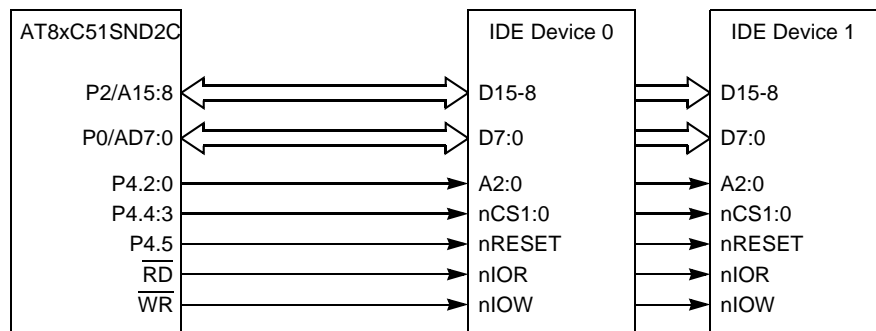 AT8xC51SND2C IDE Device 0 IDE Device 1
P2/A15:8 D15-8 D15-8
P0/AD7:0 D7:0 D7:0
P4.2:0 A2:0 A2:0
P4.4:3 nCS1:0 nCS1:0
P4.5 nRESET nRESET
RD nIOR nIOR
WR nIOW nIOW